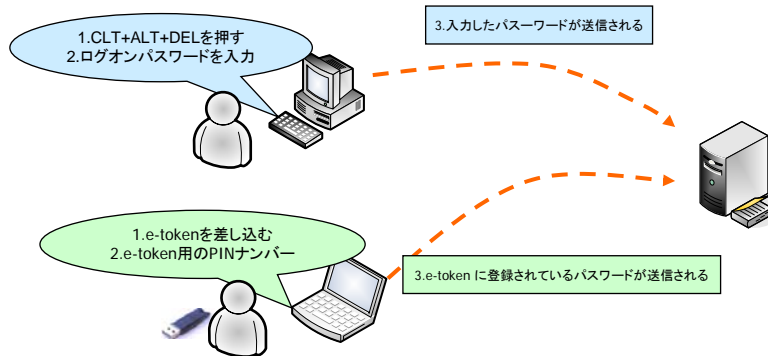 1.CLT+ALT+DELを押す
2.ログオンパスワードを入力
3.入力したパスーワードが送信される
1.e-tokenを差し込む
2.e-token用のPINナンバー
3.e-token に登録されているパスワードが送信される